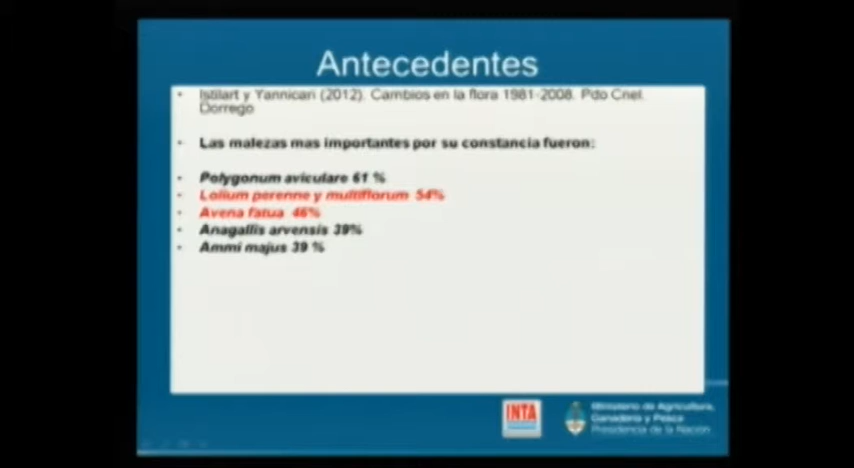 Antecedentes
• Istilart y Yannicari (2012). Cambios en la flora 1981-2008. Pdo Cnel.
Dorrego
• Las malezas mas importantes por su constancia fueron:
• Polygonum aviculare 61 %
• Lolium perenne y multiflorum 54%
• Avena fatua 46%
• Anagallis arvensis 39%
• Ammi majus 39 %
INTA
Ministerio de Agricultura,
Ganadería y Pesca
Presidencia de la Nación